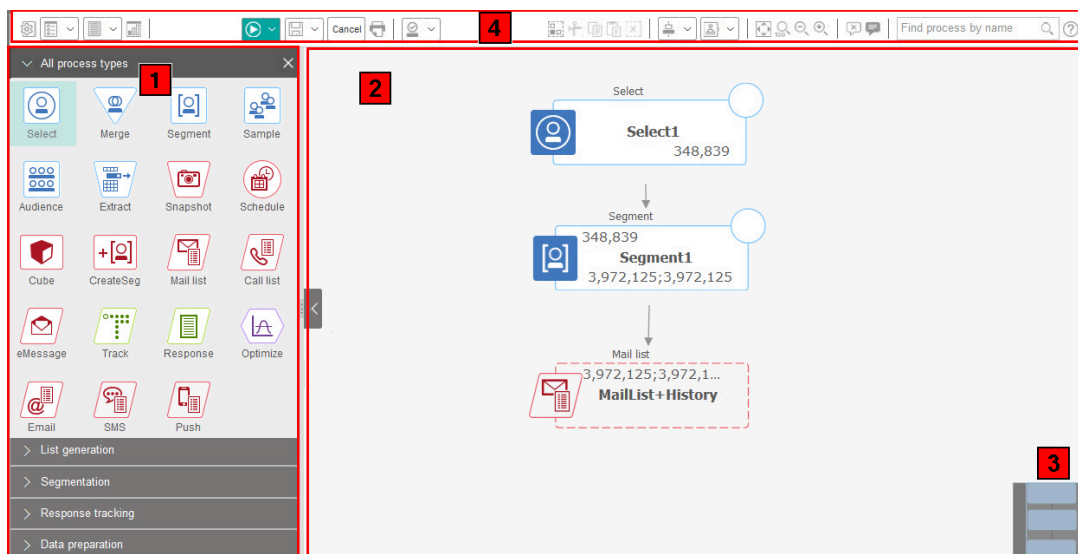 Cancel
4
Find process by name
All process types
1
Select
Merge
Segment
Sample
Audience
Extract
Snapshot
Schedule
Cube
CreateSeg
Mail list
Call list
eMessage
Track
Response
Optimize
Email
SMS
Push
List generation
Segmentation
Response tracking
Data preparation
2
Select
Select1
348,839
Segment
348,839
Segment1
3,972,125;3,972,125
Mail list
3,972,125;3,972,1...
MailList+History
3